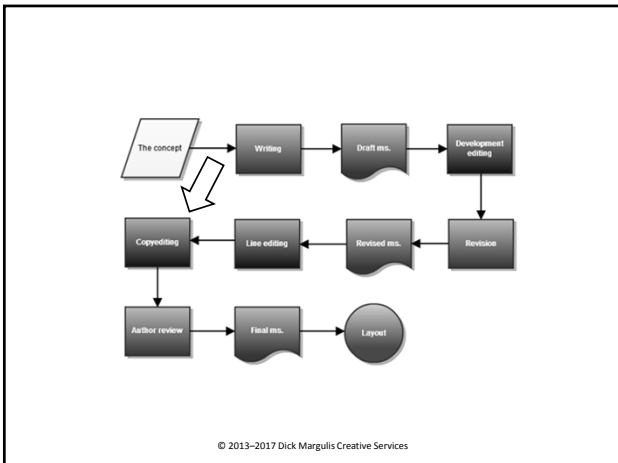 The concept
Writing
Draft ms.
Development
editing
Revision
Revised ms.
Line editing
Copyediting
Author review
Final ms.
Layout
© 2013–2017 Dick Margulis Creative Services